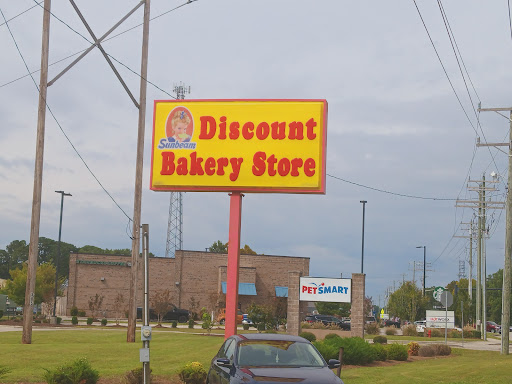 Discount
Sunbeam
Bakery Store
PETSMART